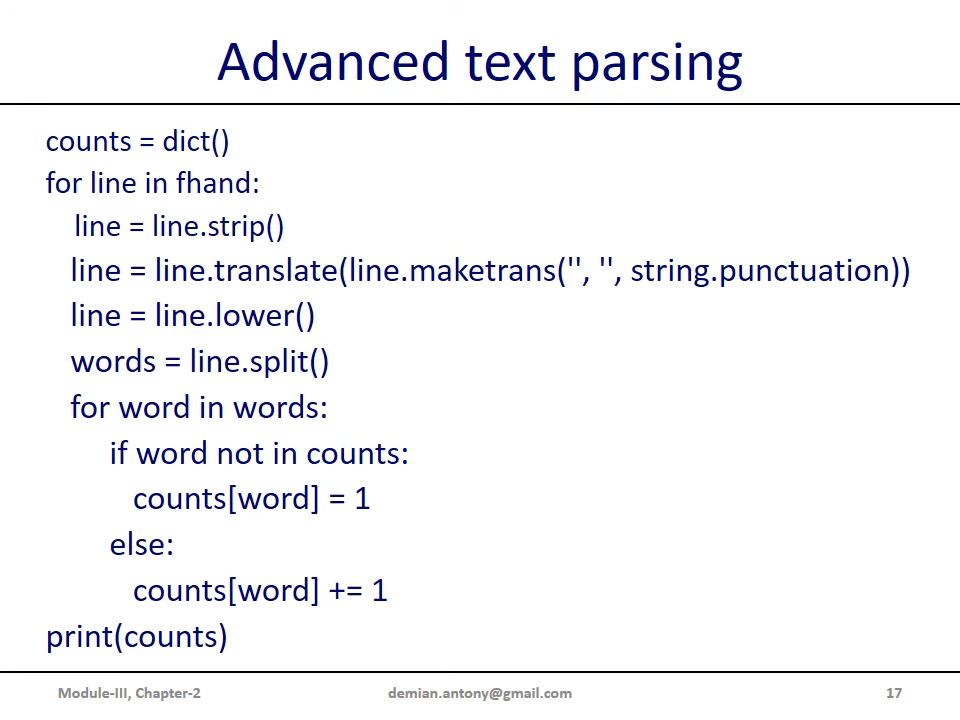 Advanced text parsing
counts = dict()
for line in fhand:
line = line.strip()
line = line.translate(line.maketrans('', '', string.punctuation))
line = line.lower()
words = line.split()
for word in words:
if word not in counts:
counts[word] = 1
else:
counts[word] += 1
print(counts)
Module-III, Chapter-2 demian.antony@gmail.com 17